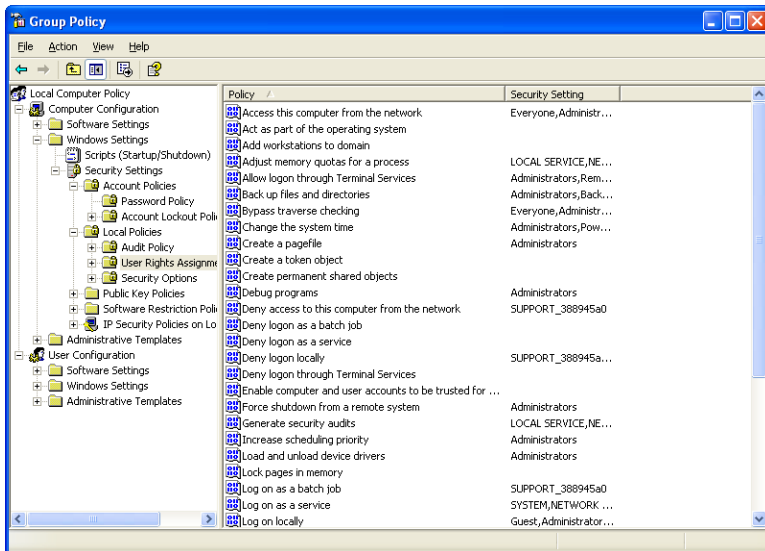 Group Policy
File Action View Help
Local Computer Policy
Computer Configuration
Software Settings
Windows Settings
Scripts (Startup/Shutdown)
Security Settings
Account Policies
Password Policy
Account Lockout Poli
Local Policies
Audit Policy
User Rights Assignme
Security Options
Public Key Policies
Software Restriction Poli
IP Security Policies on Lo
Administrative Templates
User Configuration
Software Settings
Windows Settings
Administrative Templates
Policy Security Setting
Access this computer from the network Everyone,Administr...
Act as part of the operating system
Add workstations to domain
Adjust memory quotas for a process LOCAL SERVICE,NE...
Allow logon through Terminal Services Administrators,Rem...
Back up files and directories Administrators,Back...
Bypass traverse checking Everyone,Administr...
Change the system time Administrators,Pow...
Create a pagefile Administrators
Create a token object
Create permanent shared objects
Debug programs Administrators
Deny access to this computer from the network SUPPORT_388945a0
Deny logon as a batch job
Deny logon as a service
Deny logon locally SUPPORT_388945a...
Deny logon through Terminal Services
Enable computer and user accounts to be trusted for ...
Force shutdown from a remote system Administrators
Generate security audits LOCAL SERVICE,NE...
Increase scheduling priority Administrators
Load and unload device drivers Administrators
Lock pages in memory
Log on as a batch job SUPPORT_388945a0
Log on as a service SYSTEM,NETWORK ...
Log on locally Guest,Administrator...